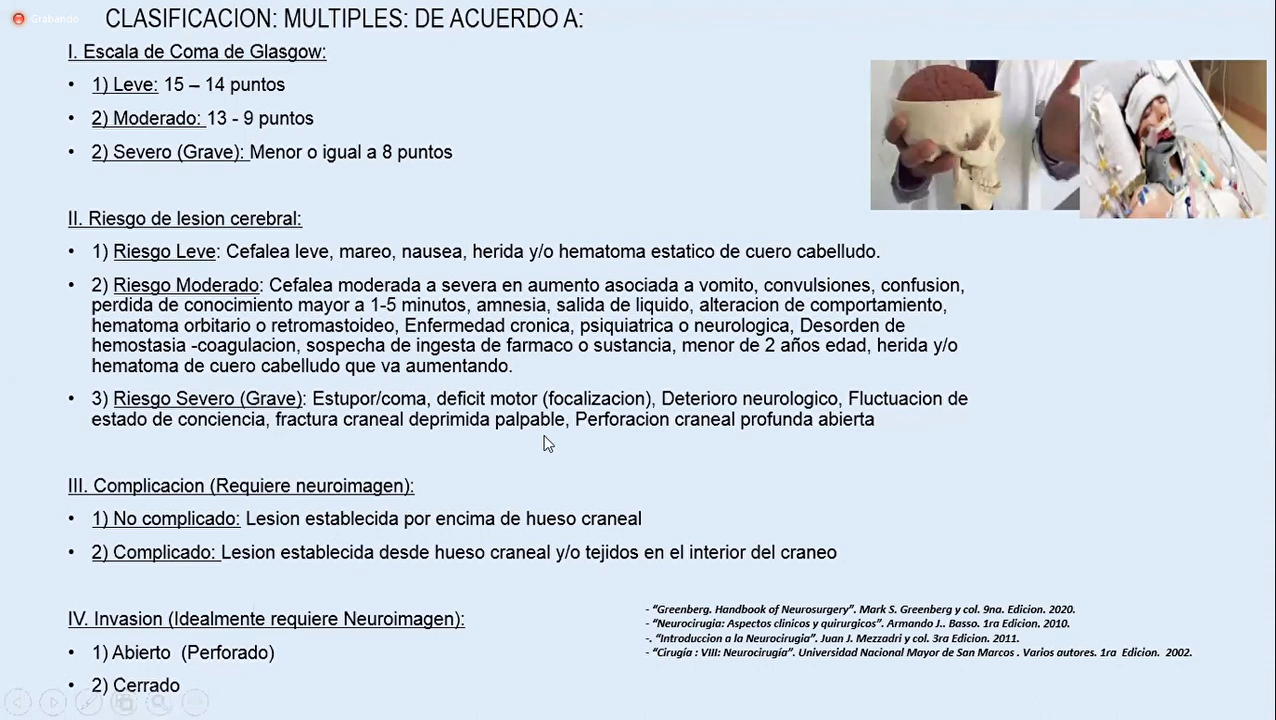 Grabando
CLASIFICACION: MULTIPLES: DE ACUERDO A:
I. Escala de Coma de Glasgow:
• 1) Leve: 15 – 14 puntos
• 2) Moderado: 13 - 9 puntos
• 2) Severo (Grave): Menor o igual a 8 puntos
II. Riesgo de lesion cerebral:
• 1) Riesgo Leve: Cefalea leve, mareo, nausea, herida y/o hematoma estatico de cuero cabelludo.
• 2) Riesgo Moderado: Cefalea moderada a severa en aumento asociada a vomito, convulsiones, confusion,
perdida de conocimiento mayor a 1-5 minutos, amnesia, salida de liquido, alteracion de comportamiento,
hematoma orbitario o retromastoideo, Enfermedad cronica, psiquiatrica o neurologica, Desorden de
hemostasia -coagulacion, sospecha de ingesta de farmaco o sustancia, menor de 2 años edad, herida y/o
hematoma de cuero cabelludo que va aumentando.
• 3) Riesgo Severo (Grave): Estupor/coma, deficit motor (focalizacion), Deterioro neurologico, Fluctuacion de
estado de conciencia, fractura craneal deprimida palpable, Perforacion craneal profunda abierta
III. Complicacion (Requiere neuroimagen):
• 1) No complicado: Lesion establecida por encima de hueso craneal
• 2) Complicado: Lesion establecida desde hueso craneal y/o tejidos en el interior del craneo
IV. Invasion (Idealmente requiere Neuroimagen):
• 1) Abierto (Perforado)
• 2) Cerrado
- “Greenberg. Handbook of Neurosurgery”. Mark S. Greenberg y col. 9na. Edicion. 2020.
- “Neurocirugia: Aspectos clinicos y quirurgicos”. Armando J.. Basso. 1ra Edicion. 2010.
-. “Introduccion a la Neurocirugia”. Juan J. Mezzadri y col. 3ra Edicion. 2011.
- “Cirugía : VIII: Neurocirugía”. Universidad Nacional Mayor de San Marcos . Varios autores. 1ra Edicion. 2002.